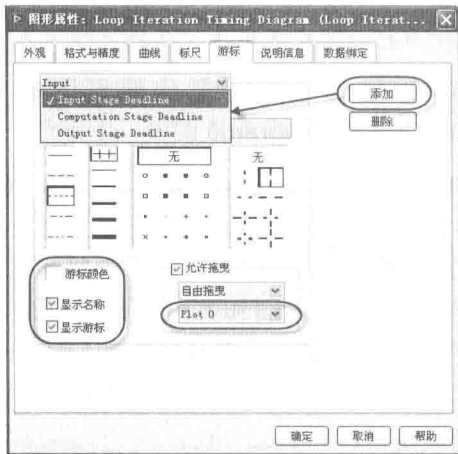 图形属性: Loop Iteration Timing Diagram (Loop Iterat...
外观 格式与精度 曲线 标尺 游标 说明信息 数据绑定
Input
添加
✓ Input Stage Deadline
Computation Stage Deadline
Output Stage Deadline
删除
无 无
游标颜色
允许拖曳
显示名称
自由拖曳
显示游标
Plot 0
确定 取消 帮助